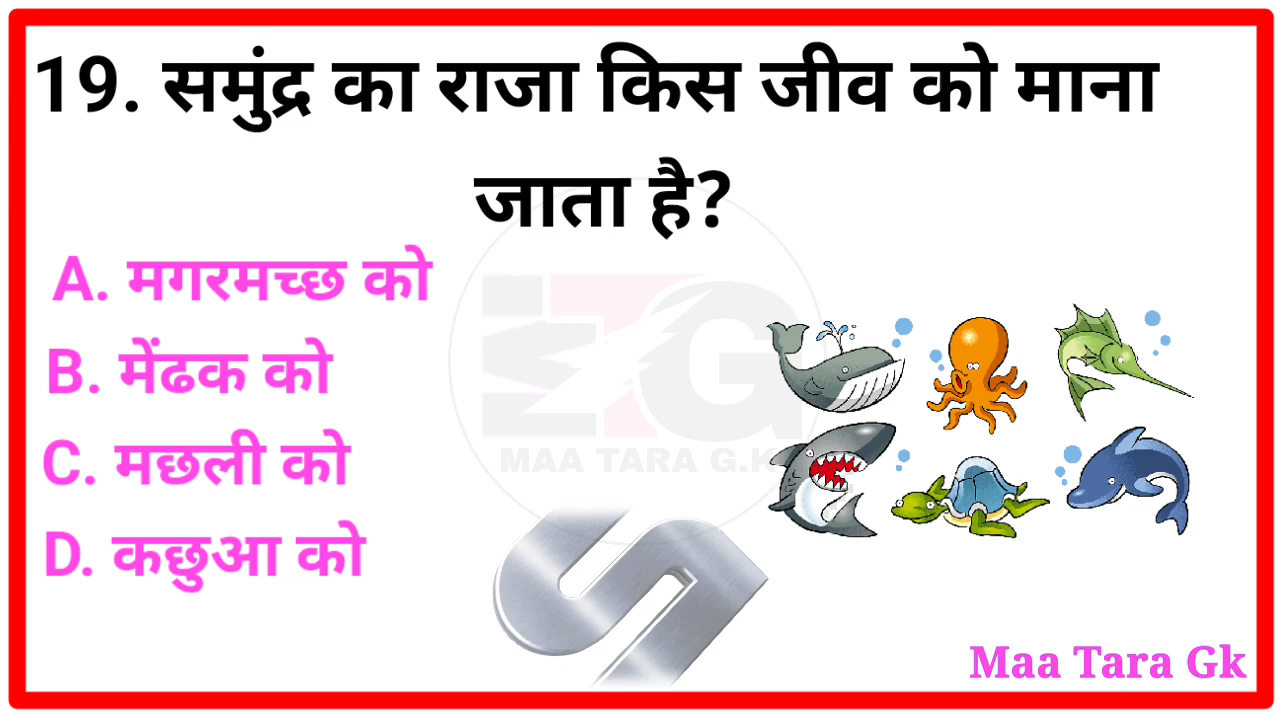 19. समुंद्र का राजा किस जीव को माना
जाता है?
A. मगरमच्छ को
B. मेंढक को
C. मछली को
D. कछुआ को
MAA TARA G.K
Maa Tara Gk